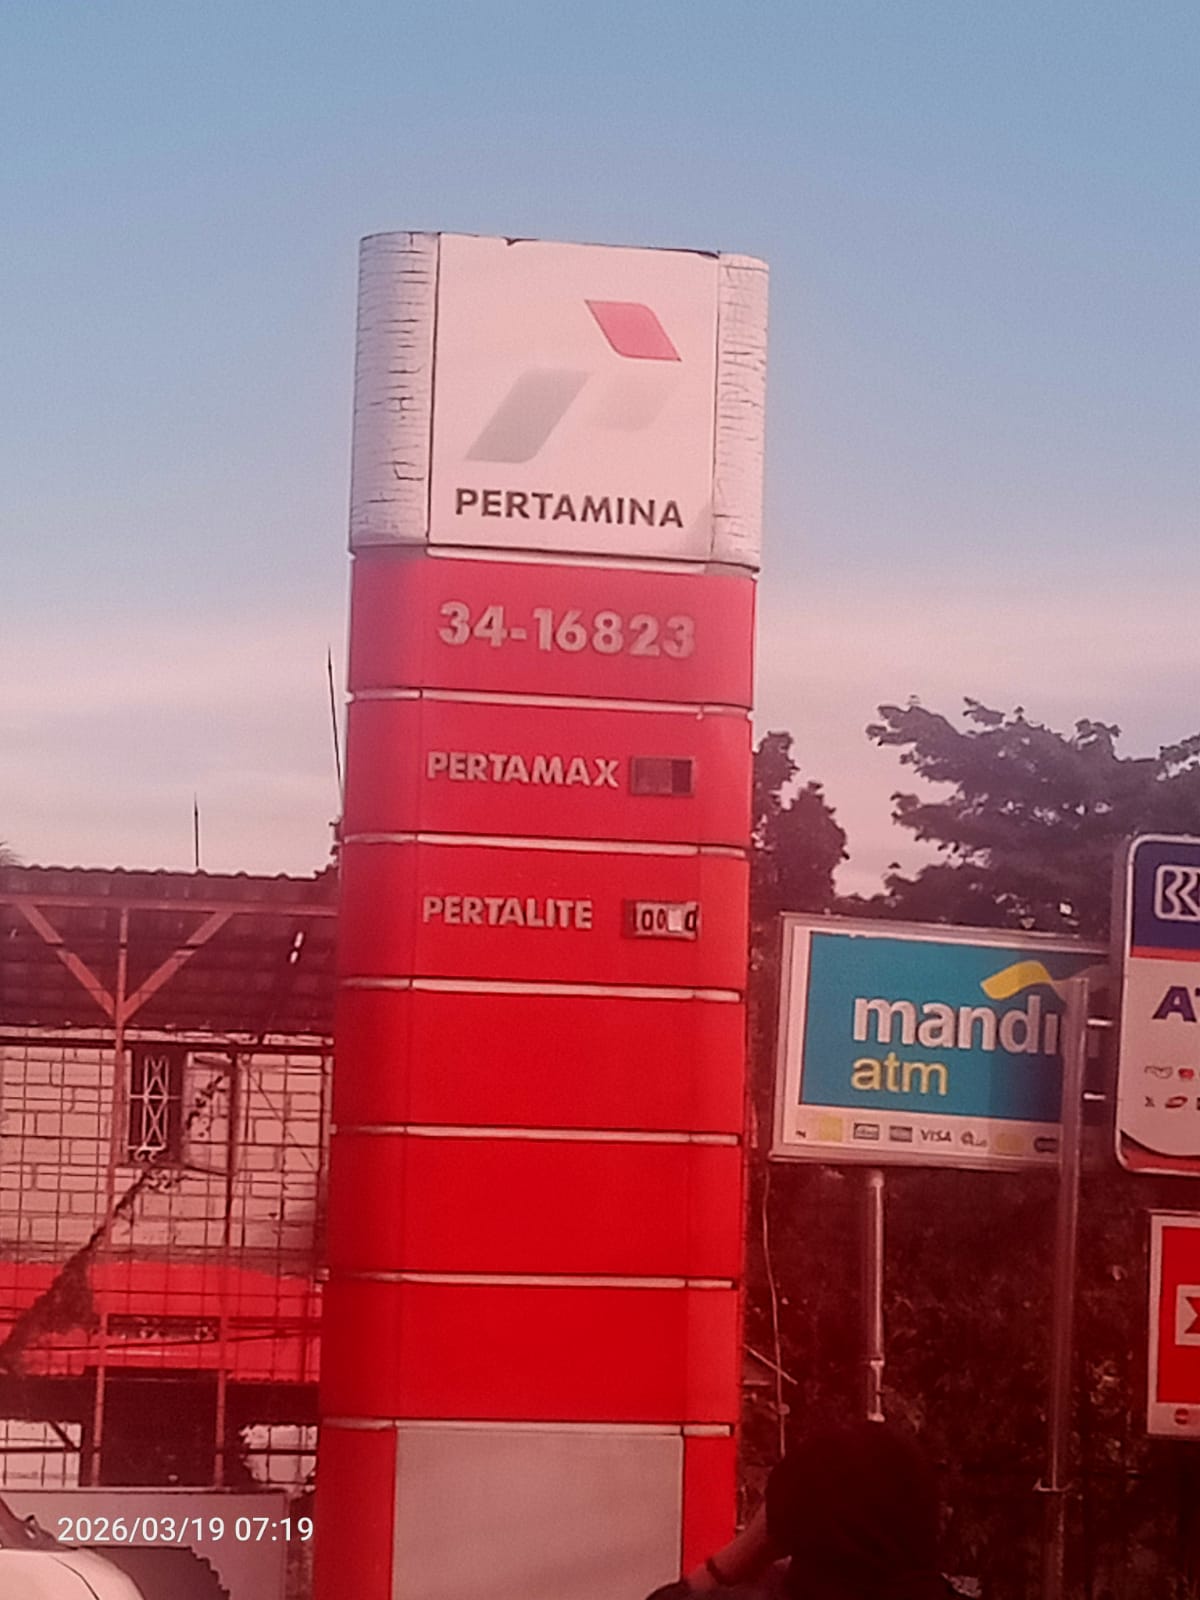 PERTAMINA
34-16823
PERTAMAX
PERTALITE
mandiri
atm
VISA
2026/03/19 07:19